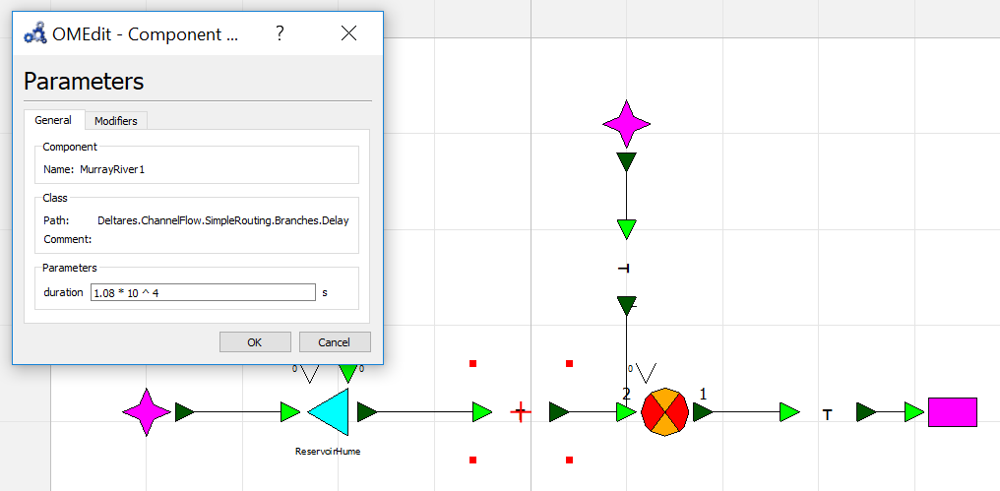 OMEdit - Component ... ?
Parameters
General Modifiers
Component
Name: MurrayRiver1
Class
Path: Deltares.ChannelFlow.SimpleRouting.Branches.Delay
Comment:
Parameters
duration 1.08 * 10 ^ 4 s
OK Cancel
T
0 0 0
2 1
T T
ReservoirHume